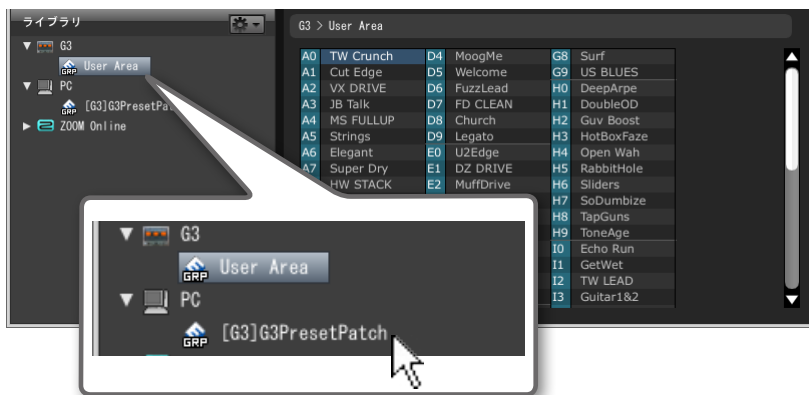 ライブラリ
G3 > User Area
G3
GRP User Area
PC
GRP [G3]G3PresetPa
ZOOM Online
A0 TW Crunch D4 MoogMe G8 Surf
A1 Cut Edge D5 Welcome G9 US BLUES
A2 VX DRIVE D6 FuzzLead H0 DeepArpe
A3 JB Talk D7 FD CLEAN H1 DoubleOD
A4 MS FULLUP D8 Church H2 Guv Boost
A5 Strings D9 Legato H3 HotBoxFaze
A6 Elegant E0 U2Edge H4 Open Wah
A7 Super Dry E1 DZ DRIVE H5 RabbitHole
HW STACK E2 MuffDrive H6 Sliders
H7 SoDumbize
H8 TapGuns
H9 ToneAge
I0 Echo Run
I1 GetWet
I2 TW LEAD
I3 Guitar1&2
G3
GRP User Area
PC
GRP [G3]G3PresetPatch